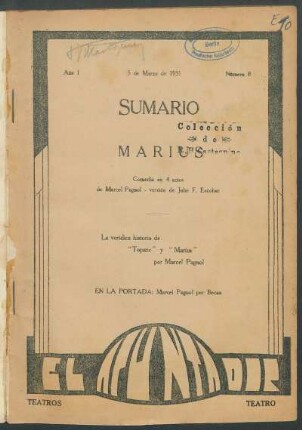 Año I 5 de Marzo de 1931 Número 8
SUMARIO
Colección
de
MARIUS
Comedia en 4 actos
de Marcel Pagnol - version de Julio F. Escobar
La verídica historia de
"Topaze" y "Marius"
por Marcel Pagnol
EN LA PORTADA: Marcel Pagnol por
EL APUNTADOR
TEATROS TEATRO